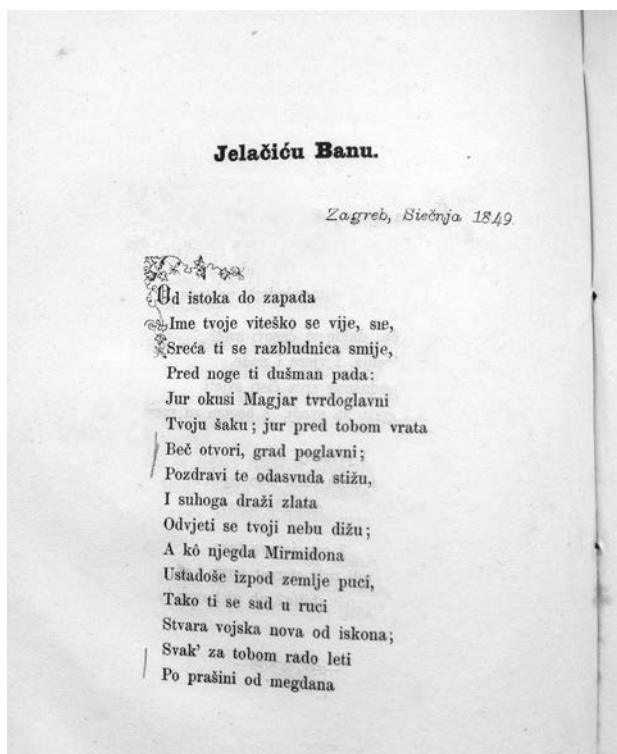 Jelačiću Banu.
Zagreb, Siečnja 1849
Od istoka do zapada
Ime tvoje viteško se vije, sıe,
Sreća ti se razbludnica smije,
Pred noge ti dušman pada:
Jur okusi Magjar tvrdoglavni
Tvoju šaku; jur pred tobom vrata
Beč otvori, grad poglavni;
Pozdravi te odasvuda stižu,
I suhoga draži zlata
Odvjeti se tvoji nebu dižu;
A kô njegda Mirmidona
Ustadoše izpod zemlje puci,
Tako ti se sad u ruci
Stvara vojska nova od iskona;
Svak' za tobom rado leti
Po prašini od megdana